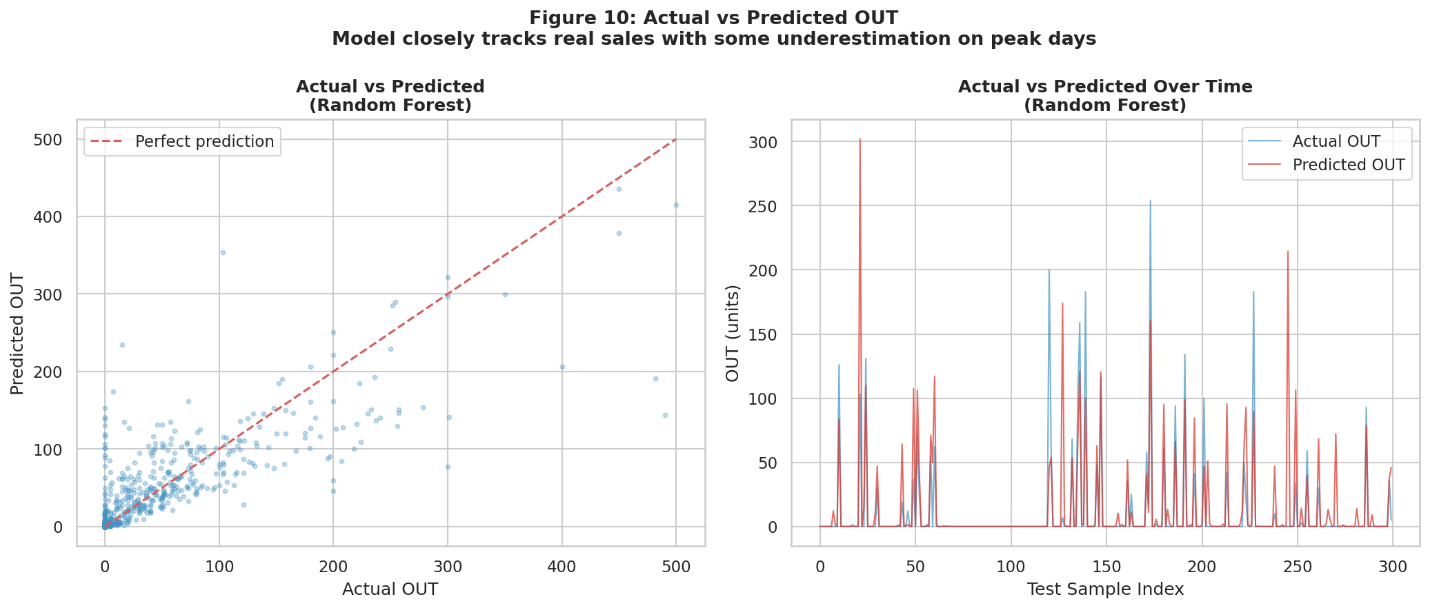 Figure 10: Actual vs Predicted OUT
Model closely tracks real sales with some underestimation on peak days
Actual vs Predicted
(Random Forest)
Perfect prediction
500
400
300
200
100
0
Predicted OUT
0 100 200 300 400 500
Actual OUT
Actual vs Predicted Over Time
(Random Forest)
Actual OUT
Predicted OUT
300
250
200
150
100
50
0
OUT (units)
0 50 100 150 200 250 300
Test Sample Index